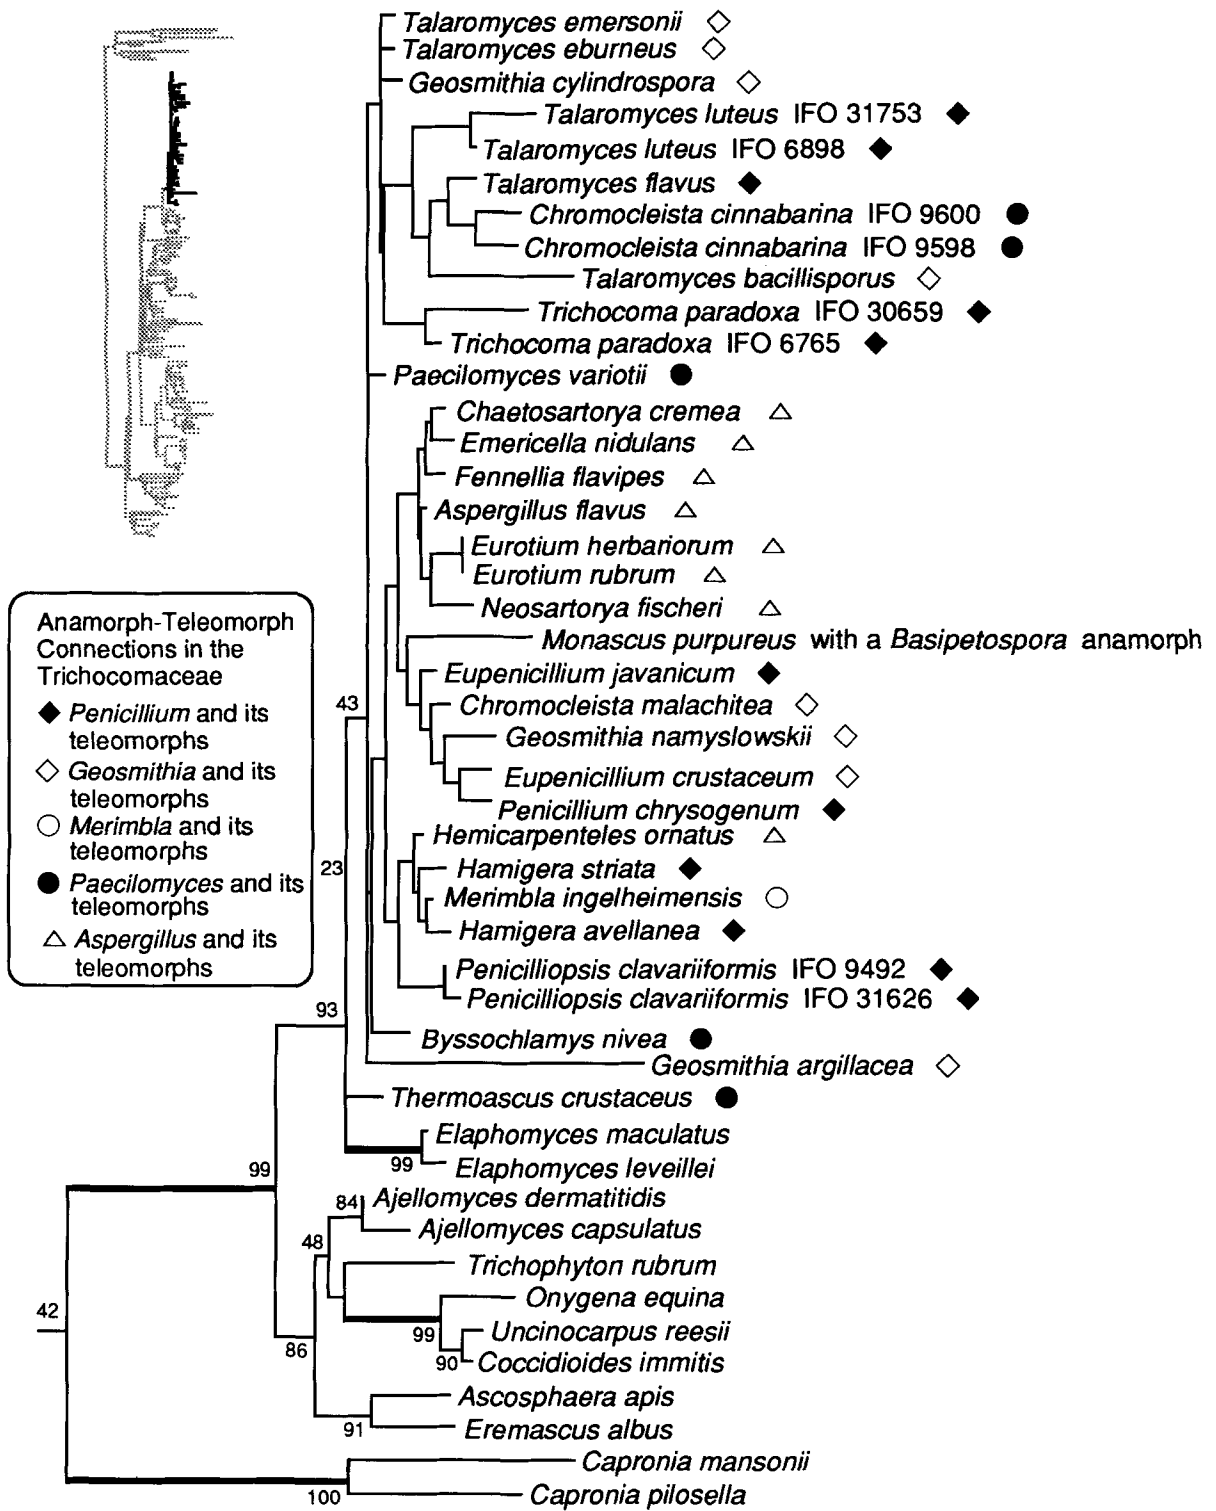 Talaromyces emersonii
Talaromyces eburneus
Geosmithia cylindrospora
Talaromyces luteus IFO 31753
Talaromyces luteus IFO 6898
Talaromyces flavus
Chromocleista cinnabarina IFO 9600
Chromocleista cinnabarina IFO 9598
Talaromyces bacillisporus
Trichocoma paradoxa IFO 30659
Trichocoma paradoxa IFO 6765
Paecilomyces variotii
Chaetosartorya cremea
Emericella nidulans
Fennellia flavipes
Aspergillus flavus
Eurotium herbariorum
Eurotium rubrum
Neosartorya fischeri
Monascus purpureus with a Basipetospora anamorph
Eupenicillium javanicum
Chromocleista malachitea
Geosmithia namyslowskii
Eupenicillium crustaceum
Penicillium chrysogenum
Hemicarpenteles ornatus
Hamigera striata
Merimbla ingelheimensis
Hamigera avellanea
Penicilliopsis clavariiformis IFO 9492
Penicilliopsis clavariiformis IFO 31626
Byssochlamys nivea
Geosmithia argillacea
Thermoascus crustaceus
Elaphomyces maculatus
Elaphomyces leveillei
Ajellomyces dermatitidis
Ajellomyces capsulatus
Trichophyton rubrum
Onygena equina
Uncinocarpus reesii
Coccidioides immitis
Ascosphaera apis
Eremascus albus
Capronia mansonii
Capronia pilosella
Anamorph-Teleomorph
Connections in the
Trichocomaceae
Penicillium and its
teleomorphs
Geosmithia and its
teleomorphs
Merimbla and its
teleomorphs
Paecilomyces and its
teleomorphs
Aspergillus and its
teleomorphs
43
23
93
99
99
84
48
42
99
86
90
91
100